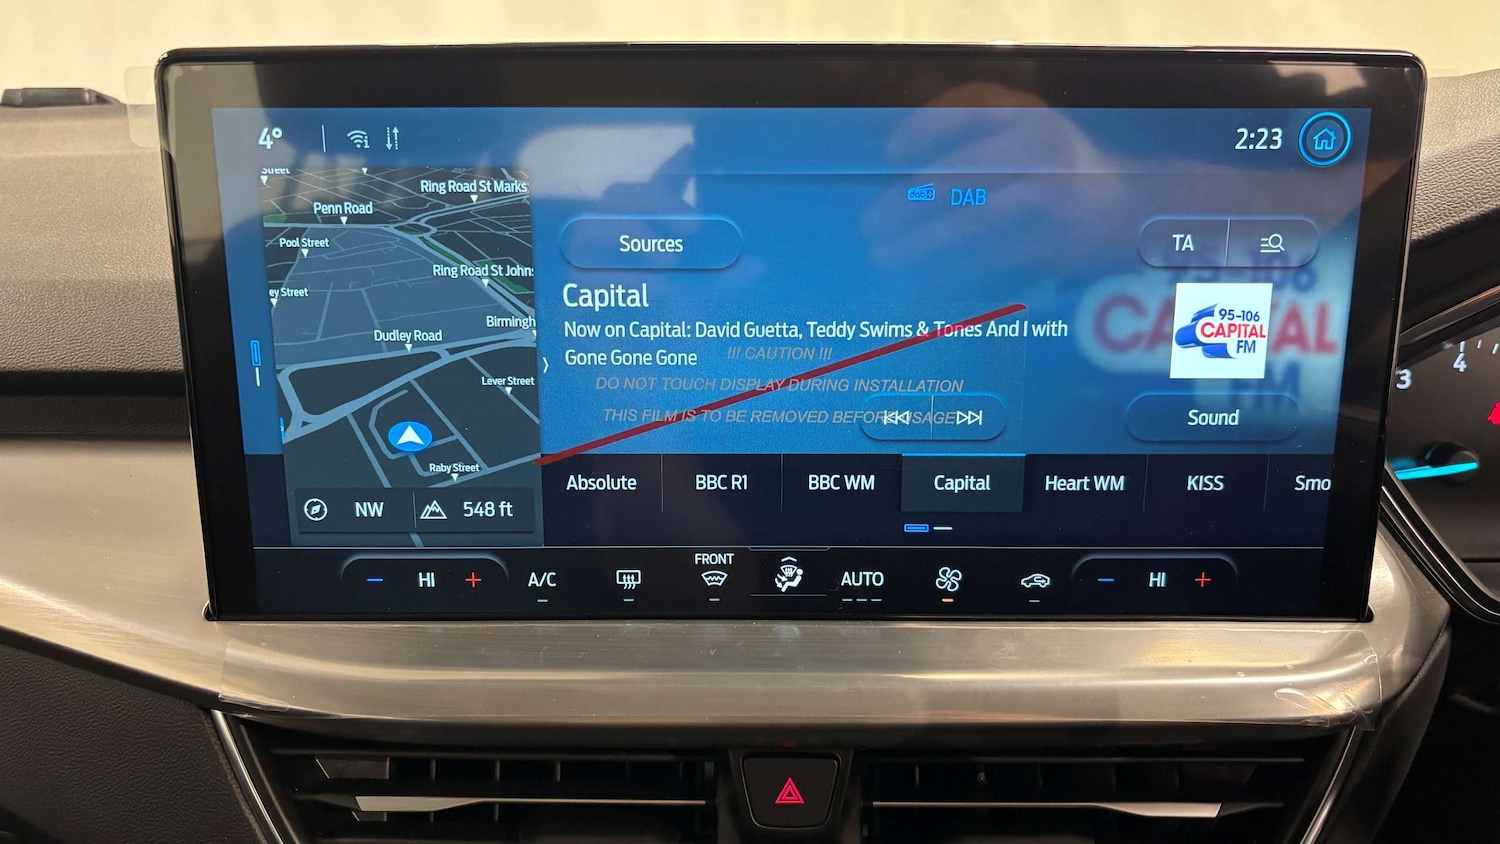 4°
2:23
Street
Ring Road St Marks
Penn Road
Pool Street
Ring Road St Johns
ey Street
Birmingh
Dudley Road
Lever Street
Raby Street
NW
548 ft
DAB
Sources
TA
Capital
Now on Capital: David Guetta, Teddy Swims & Tones And I with
Gone Gone Gone
!!! CAUTION !!!
DO NOT TOUCH DISPLAY DURING INSTALLATION
THIS FILM IS TO BE REMOVED BEFORE USAGE
95-106
CAPITAL
FM
Sound
Absolute
BBC R1
BBC WM
Capital
Heart WM
KISS
Smo
HI
A/C
FRONT
AUTO
HI
3
4